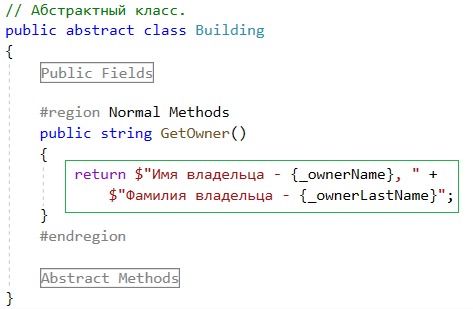 // Абстрактный класс.
public abstract class Building
{
Public Fields
#region Normal Methods
public string GetOwner()
{
return $"Имя владельца - {_ownerName}, " +
$"Фамилия владельца - {_ownerLastName}";
}
#endregion
Abstract Methods
}